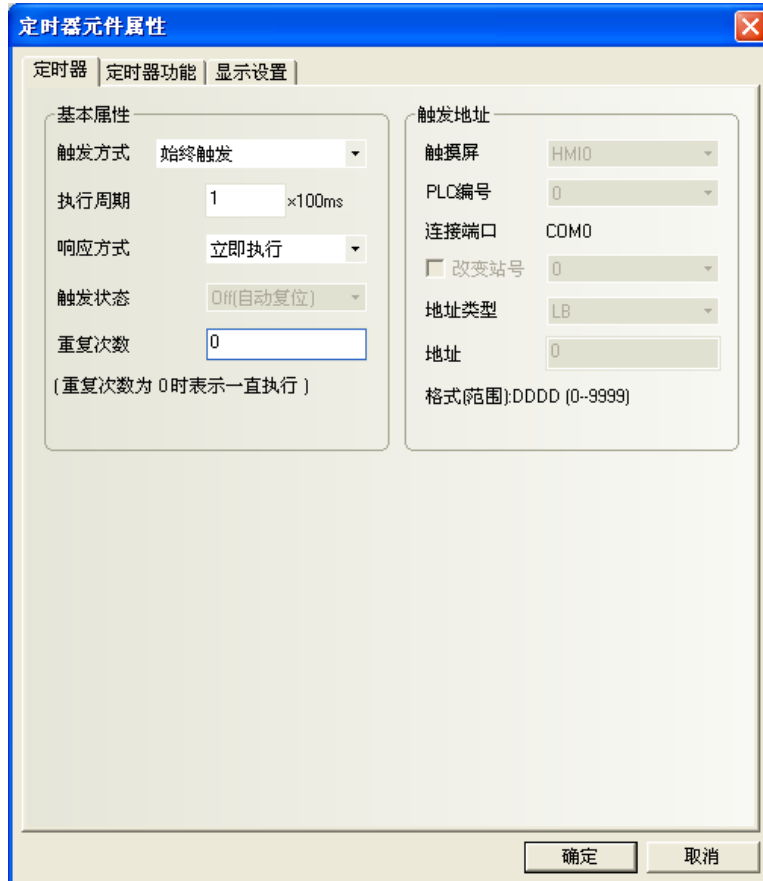 定时器元件属性
定时器 定时器功能 显示设置
基本属性
触发方式 始终触发
执行周期 1 ×100ms
响应方式 立即执行
触发状态 Off(自动复位)
重复次数 0
(重复次数为 0时表示一直执行 )
触发地址
触摸屏 HMI0
PLC编号 0
连接端口 COM0
改变站号 0
地址类型 LB
地址 0
格式(范围):DDDD (0--9999)
确定 取消